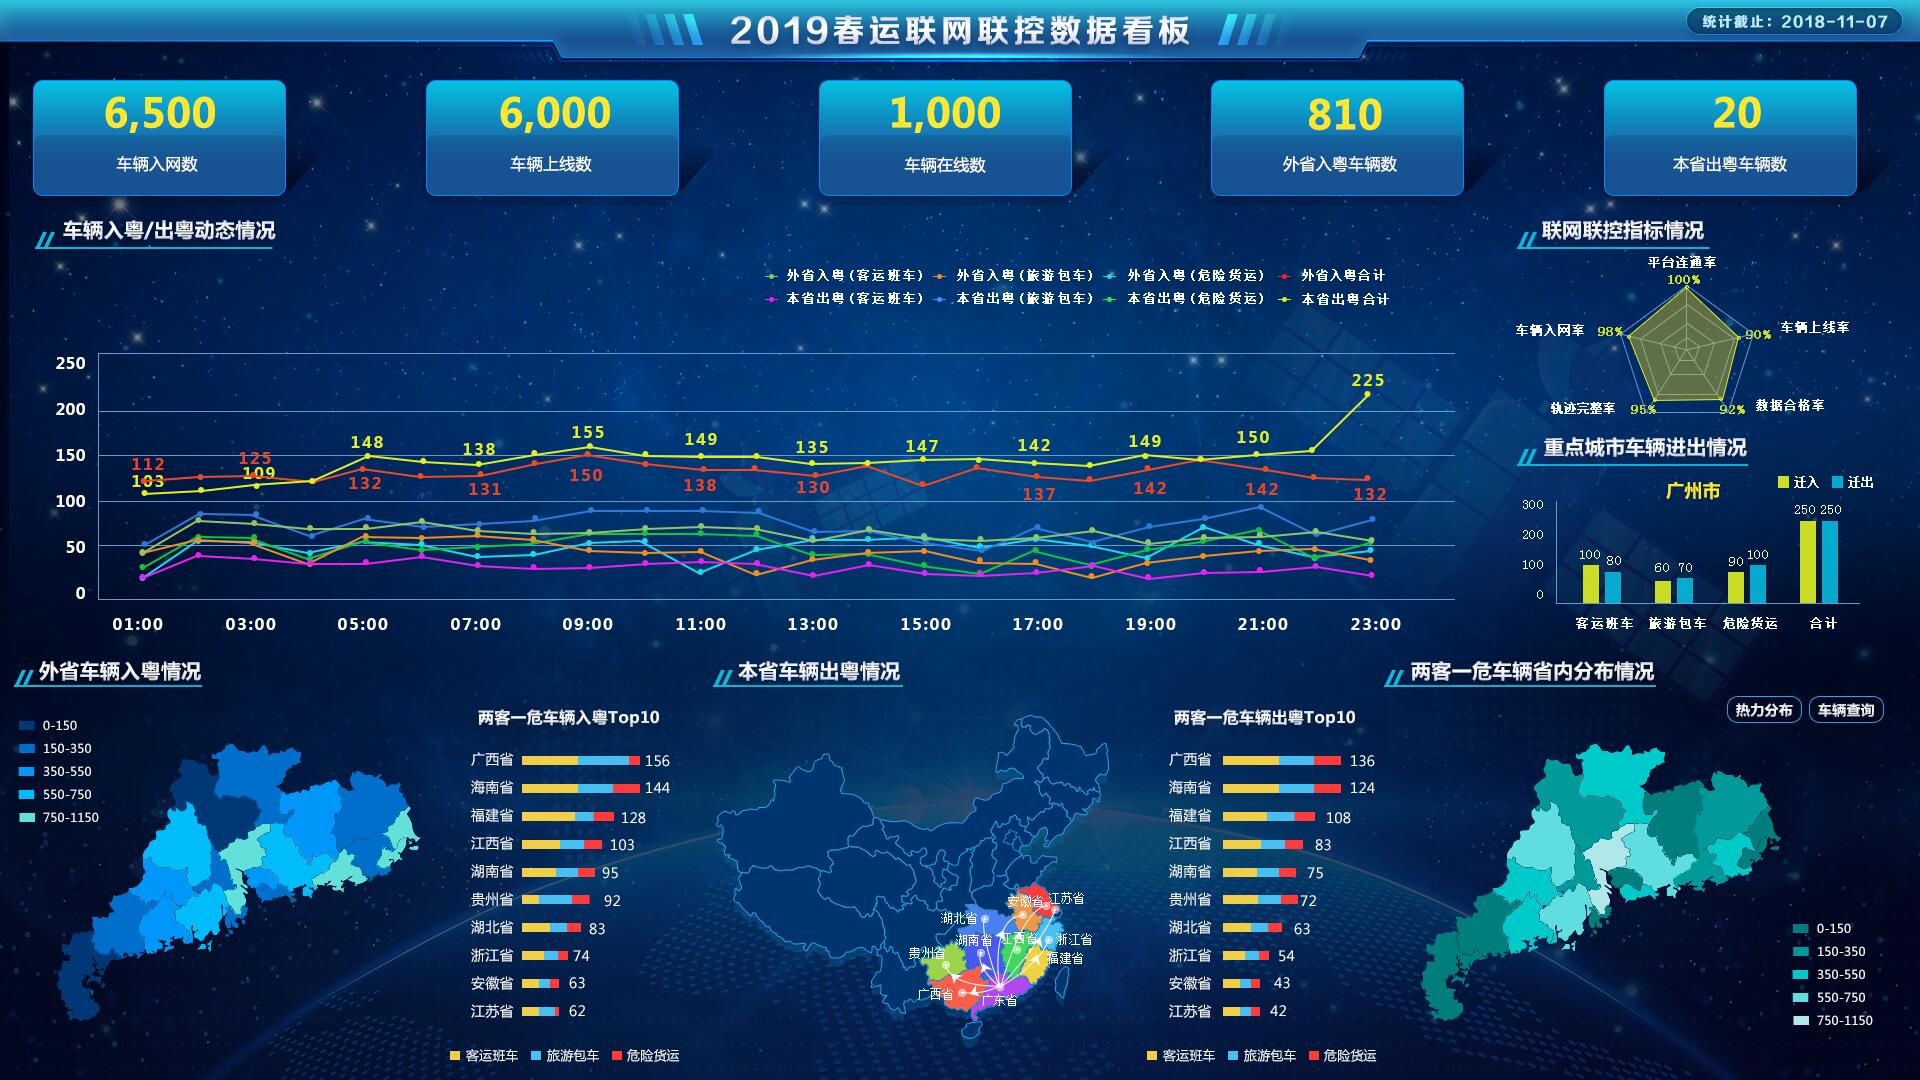 2019春运联网联控数据看板
统计截止：2018-11-07
6,500
车辆入网数
6,000
车辆上线数
1,000
车辆在线数
810
外省入粤车辆数
20
本省出粤车辆数
车辆入粤/出粤动态情况
外省入粤(客运班车) 外省入粤(旅游包车) 外省入粤(危险货运) 外省入粤合计
本省出粤(客运班车) 本省出粤(旅游包车) 本省出粤(危险货运) 本省出粤合计
250
200
150
100
50
0
225
148 138 155 149 135 147 142 149 150
112 125
103 109
132 131 150 138 130 137 142 142 132
01:00 03:00 05:00 07:00 09:00 11:00 13:00 15:00 17:00 19:00 21:00 23:00
联网联控指标情况
平台连通率
100%
车辆入网率 98% 90% 车辆上线率
轨迹完整率 95% 92% 数据合格率
重点城市车辆进出情况
广州市
迁入 迁出
300
200
100
0
100 80 60 70 90 100 250 250
客运班车 旅游包车 危险货运 合计
外省车辆入粤情况
0-150
150-350
350-550
550-750
750-1150
两客一危车辆入粤Top10
广西省 156
海南省 144
福建省 128
江西省 103
湖南省 95
贵州省 92
湖北省 83
浙江省 74
安徽省 63
江苏省 62
客运班车 旅游包车 危险货运
本省车辆出粤情况
安徽省 江苏省
湖北省
湖南省 江西省 浙江省
贵州省 福建省
广西省 广东省
两客一危车辆出粤Top10
广西省 136
海南省 124
福建省 108
江西省 83
湖南省 75
贵州省 72
湖北省 63
浙江省 54
安徽省 43
江苏省 42
客运班车 旅游包车 危险货运
两客一危车辆省内分布情况
热力分布 车辆查询
0-150
150-350
350-550
550-750
750-1150